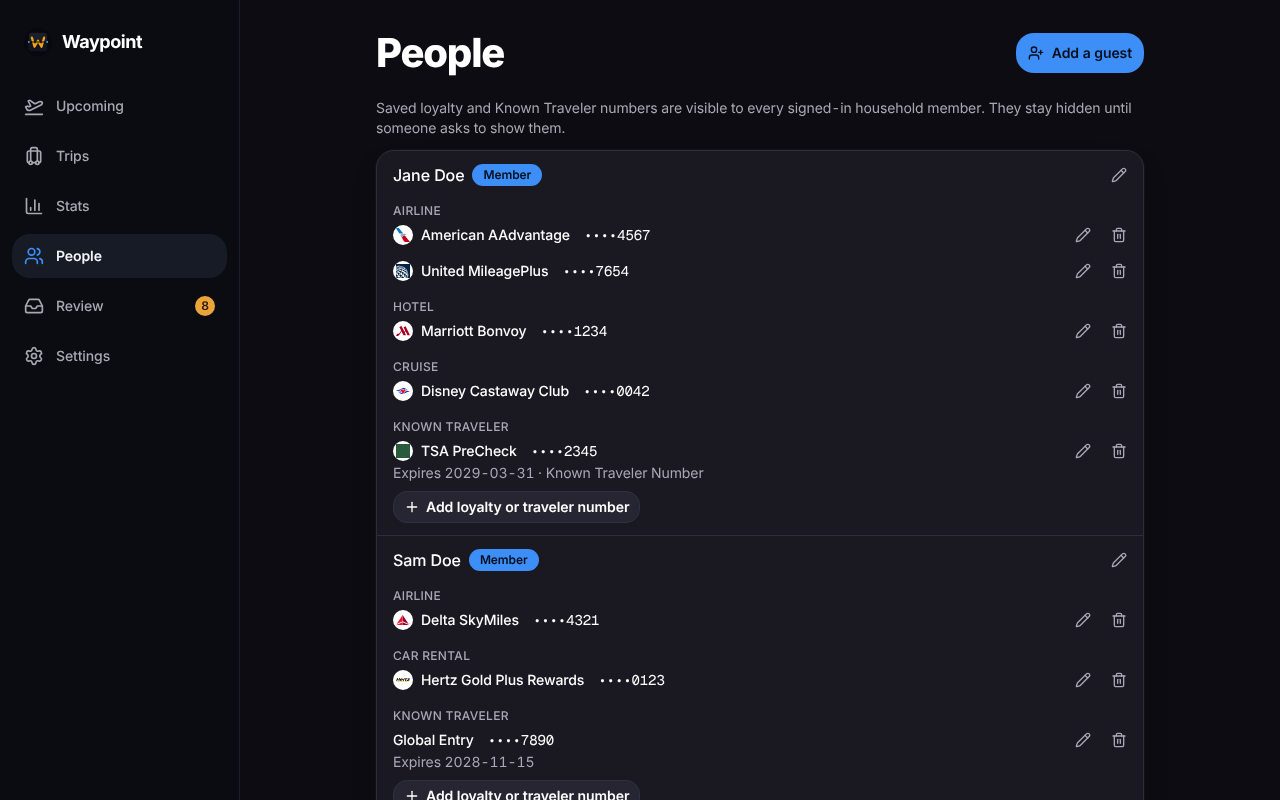 Waypoint
Upcoming
Trips
Stats
People
Review 8
Settings
People
Add a guest
Saved loyalty and Known Traveler numbers are visible to every signed-in household member. They stay hidden until
someone asks to show them.
Jane Doe Member
AIRLINE
American AAdvantage ••••4567
United MileagePlus ••••7654
HOTEL
Marriott Bonvoy ••••1234
CRUISE
Disney Castaway Club ••••0042
KNOWN TRAVELER
TSA PreCheck ••••2345
Expires 2029-03-31 · Known Traveler Number
+ Add loyalty or traveler number
Sam Doe Member
AIRLINE
Delta SkyMiles ••••4321
CAR RENTAL
Hertz Hertz Gold Plus Rewards ••••0123
KNOWN TRAVELER
Global Entry ••••7890
Expires 2028-11-15
+ Add loyalty or traveler number